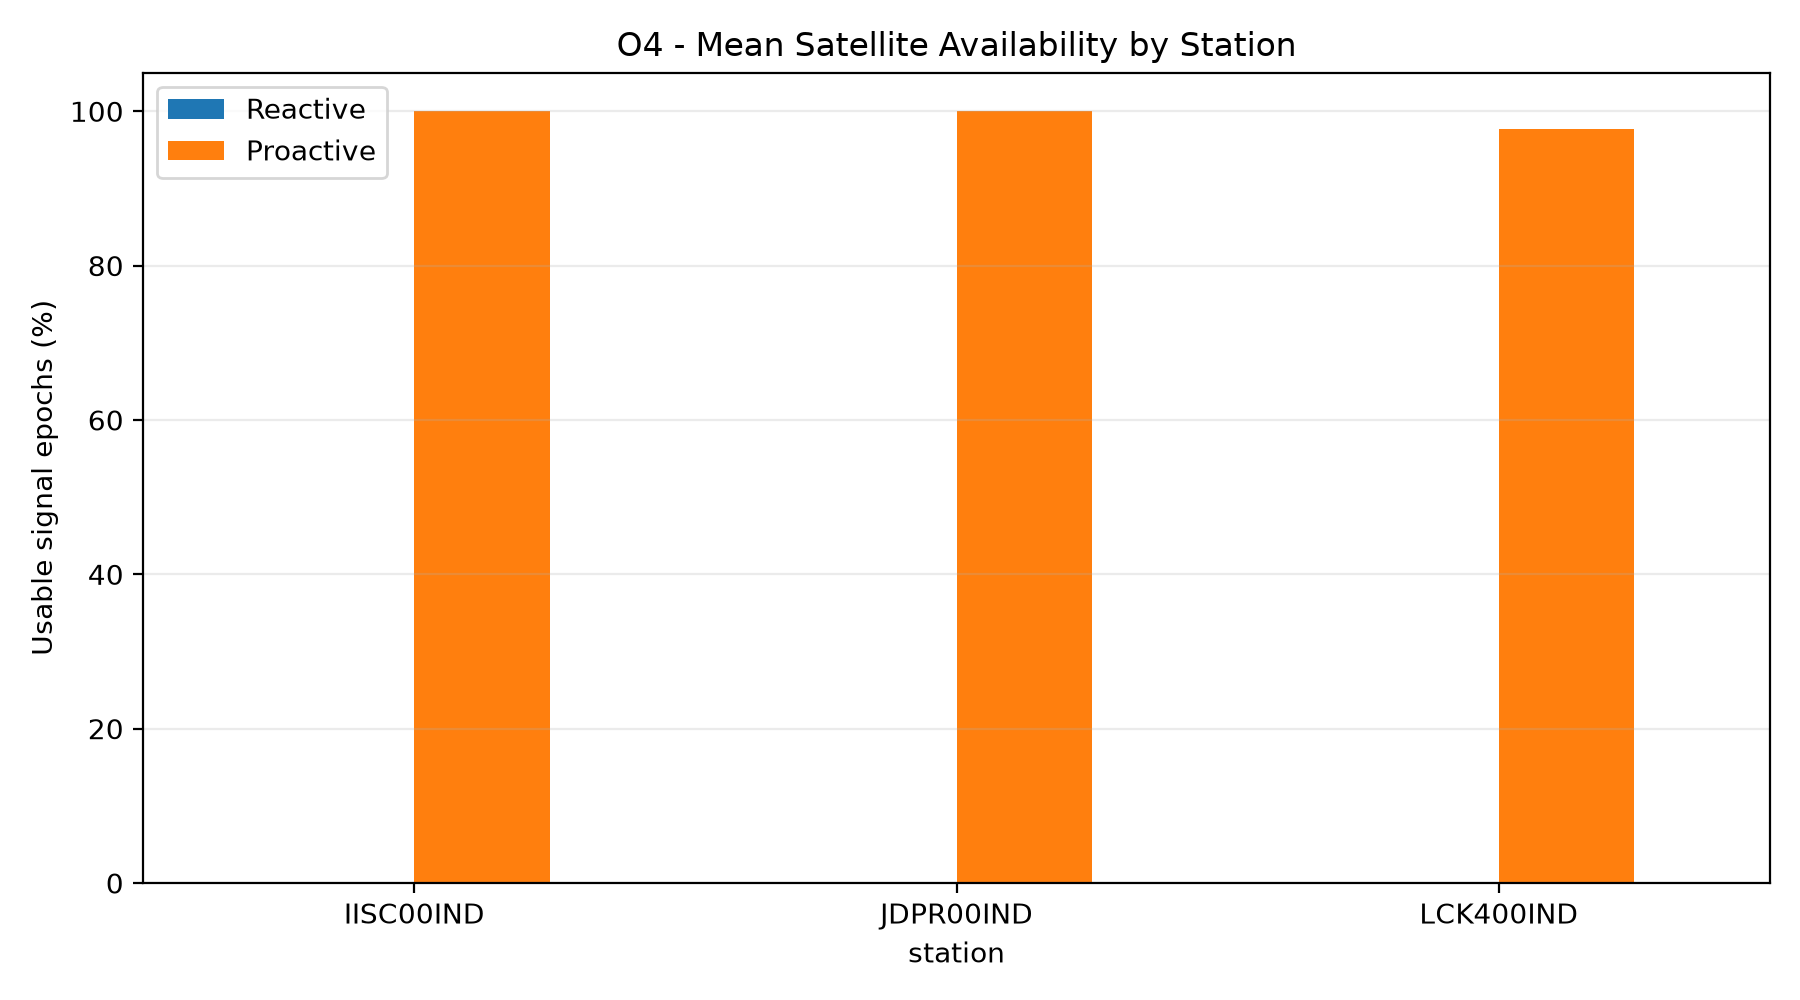 O4 - Mean Satellite Availability by Station
Reactive
Proactive
Usable signal epochs (%)
100
80
60
40
20
0
IISC00IND
JDPR00IND
LCK400IND
station